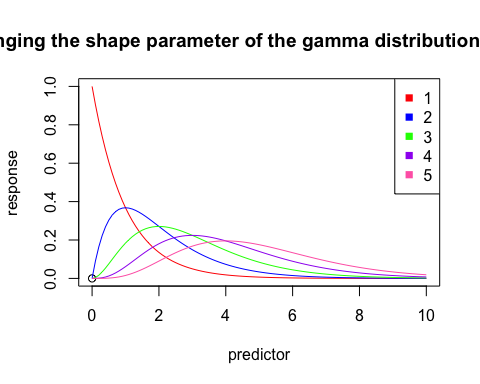 nging the shape parameter of the gamma distribution
1
2
3
4
5
response
0.0 0.2 0.4 0.6 0.8 1.0
0 2 4 6 8 10
predictor